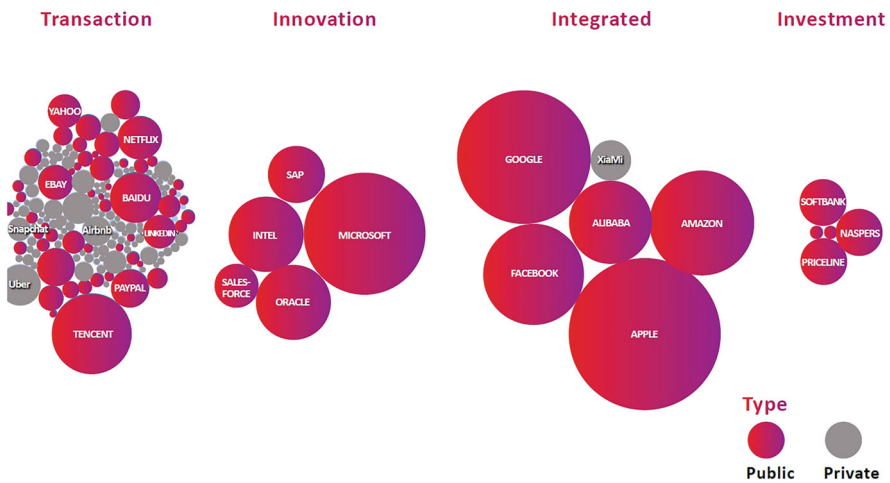 Transaction
Innovation
Integrated
Investment
YAHOO
NETFLIX
EBAY
BAIDU
Snapchat
Airbnb
LINKEDIN
Uber
PAYPAL
TENCENT
SAP
INTEL
MICROSOFT
SALES-
FORCE
ORACLE
GOOGLE
XiaMi
ALIBABA
AMAZON
FACEBOOK
APPLE
SOFTBANK
NASPERS
PRICELINE
Type
Public
Private